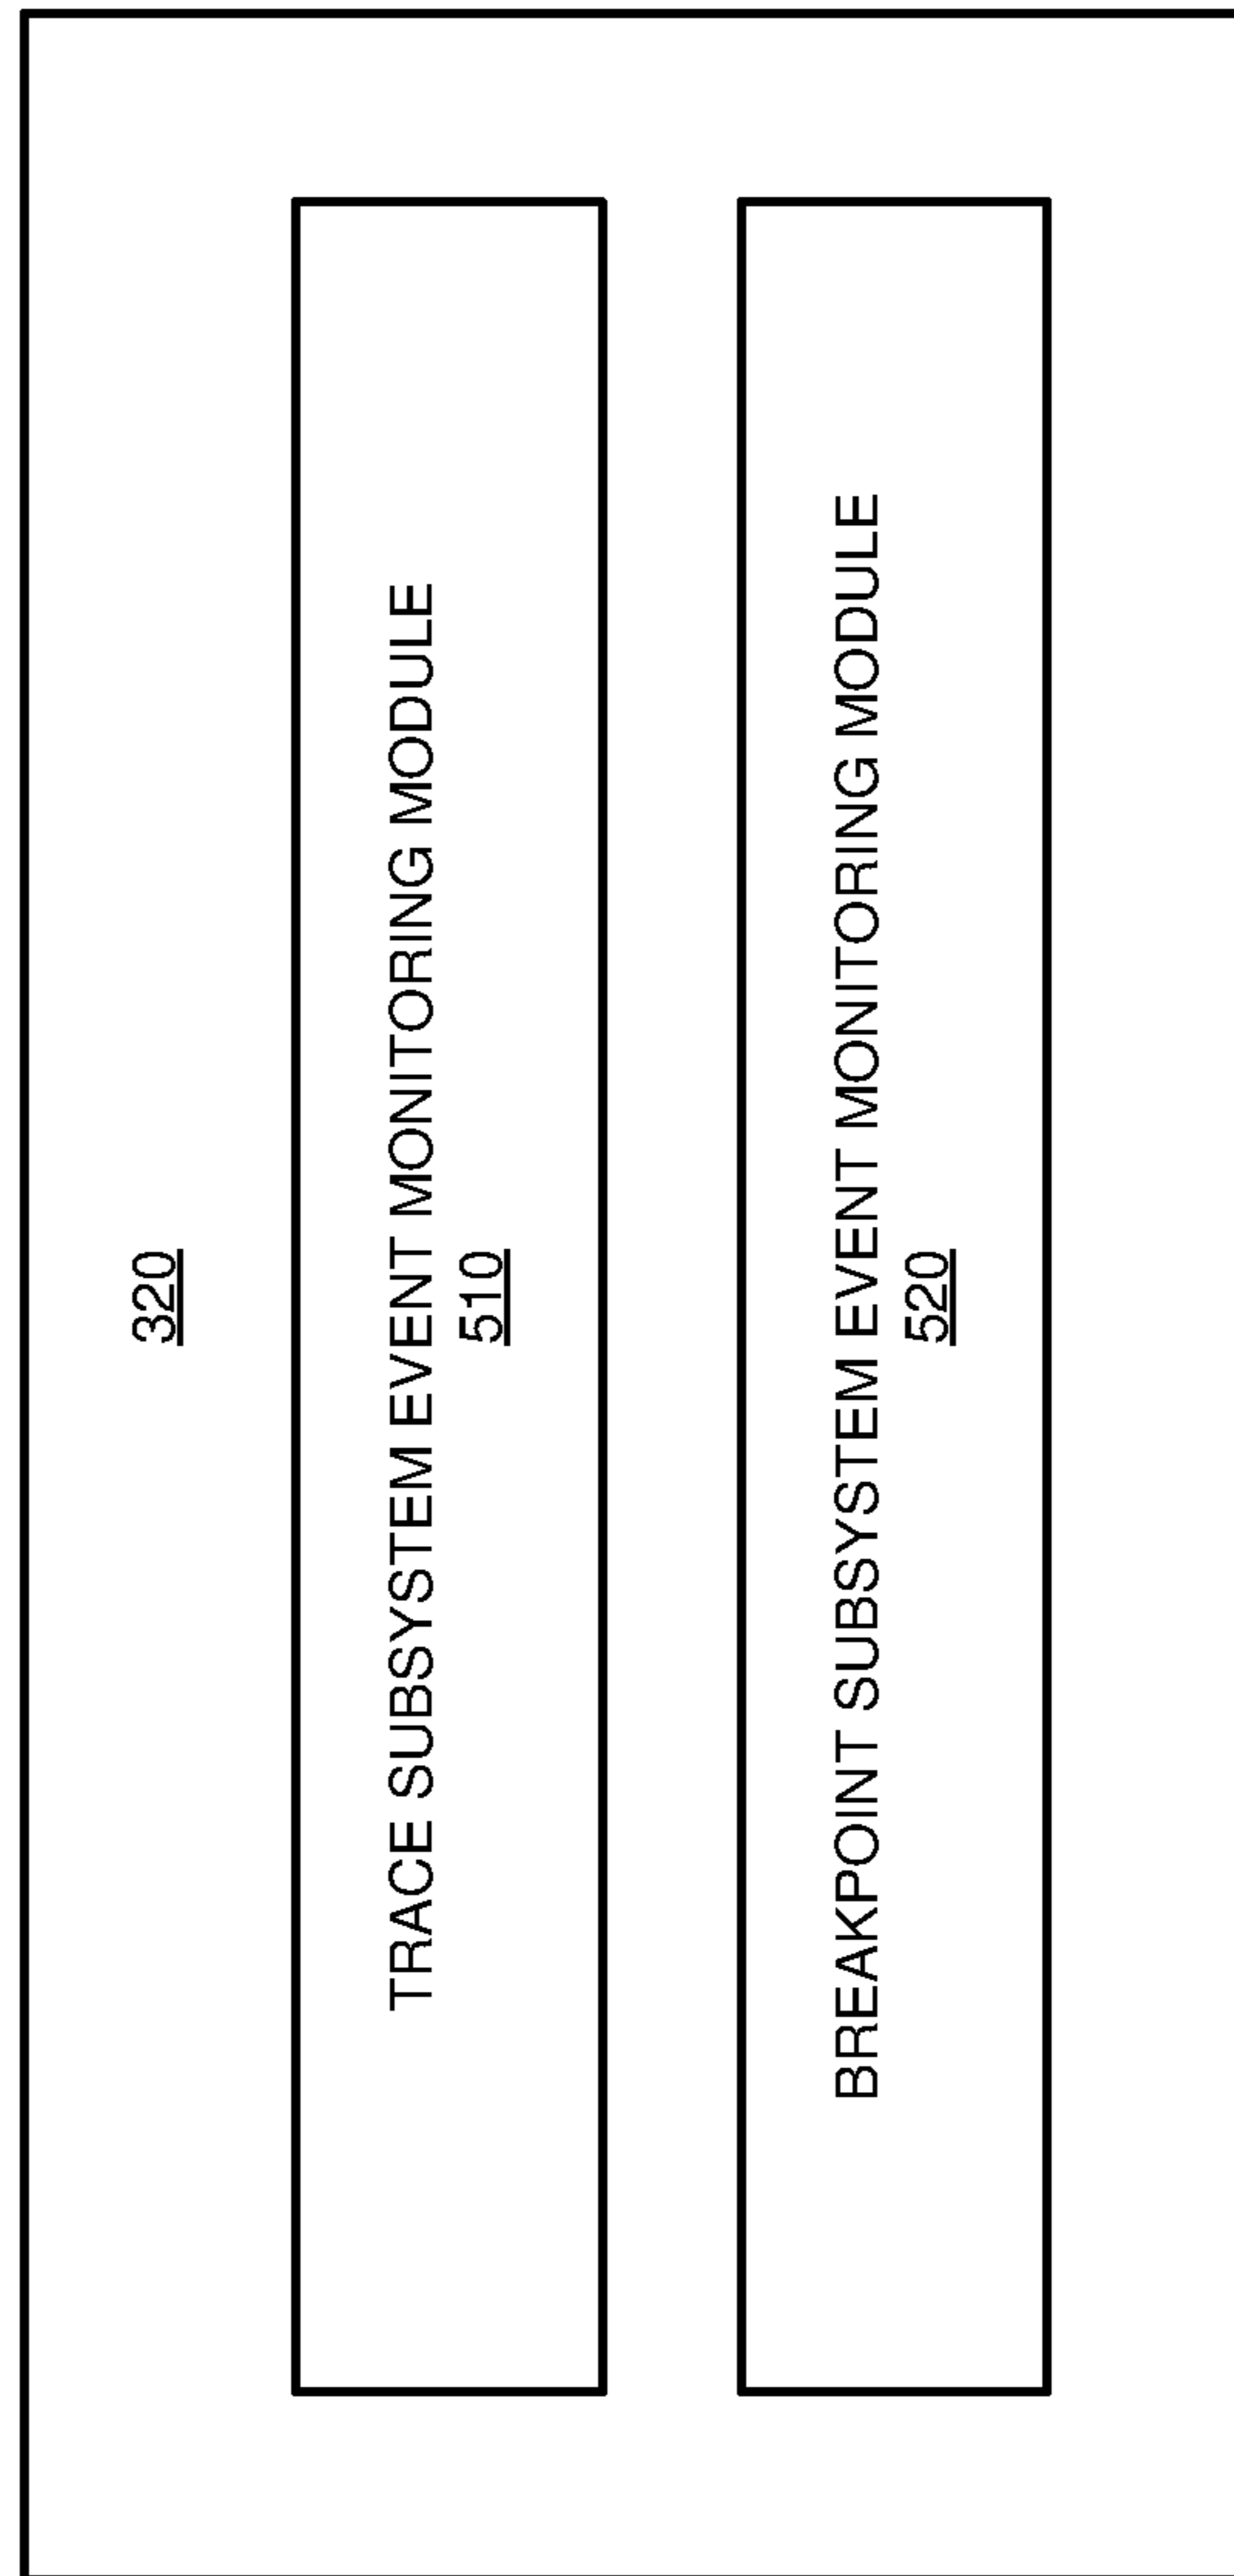 320
TRACE SUBSYSTEM EVENT MONITORING MODULE
510
BREAKPOINT SUBSYSTEM EVENT MONITORING MODULE
520